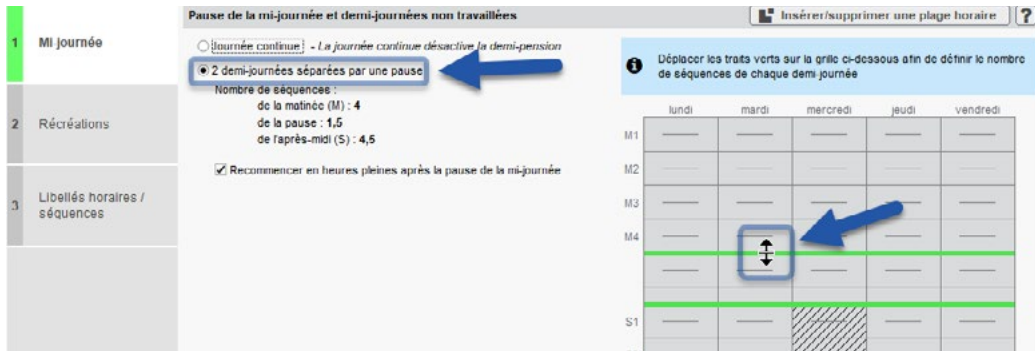 Pause de la mi-journée et demi-journées non travaillées
Insérer/supprimer une plage horaire
?
1 Mi journée
Journée continue - La journée continue désactive la demi-pension
2 demi-journées séparées par une pause
Nombre de séquences :
de la matinée (M) : 4
de la pause : 1,5
de l'après-midi (S) : 4,5
Recommencer en heures pleines après la pause de la mi-journée
2 Récréations
3 Libellés horaires /
séquences
Déplacer les traits verts sur la grille ci-dessous afin de définir le nombre
de séquences de chaque demi journée
lundi mardi mercredi jeudi vendredi
M1
M2
M3
M4
S1